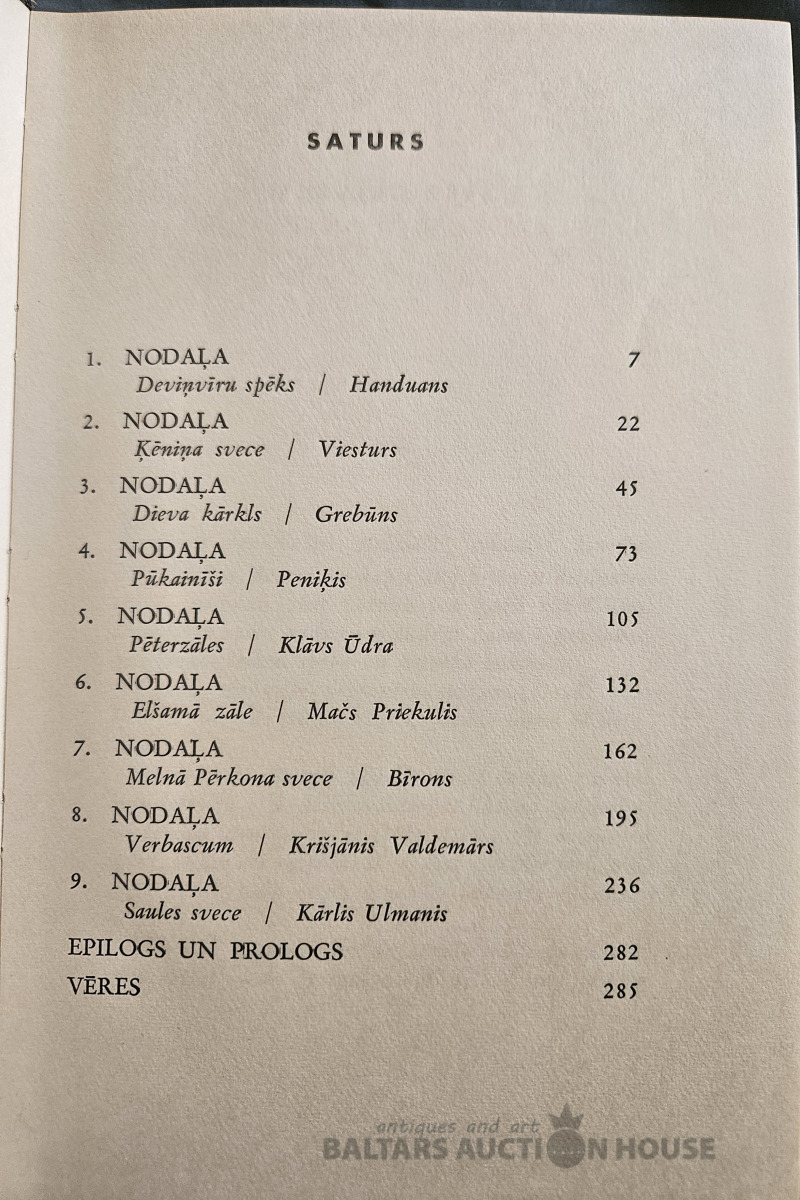 SATURS
1. NODAĻA 7
Deviņvīru spēks / Handuans
2. NODAĻA 22
Ķēniņa svece / Viesturs
3. NODAĻA 45
Dieva kārkls / Grebūns
4. NODAĻA 73
Pūkainīši / Peniķis
5. NODAĻA 105
Pēterzāles / Klāvs Ūdra
6. NODAĻA 132
Elšamā zāle / Mačs Priekulis
7. NODAĻA 162
Melnā Pērkona svece / Bīrons
8. NODAĻA 195
Verbascum / Krišjānis Valdemārs
9. NODAĻA 236
Saules svece / Kārlis Ulmanis
EPILOGS UN PROLOGS 282
VĒRES 285
antiques and art
BALTARS AUCTION HOUSE